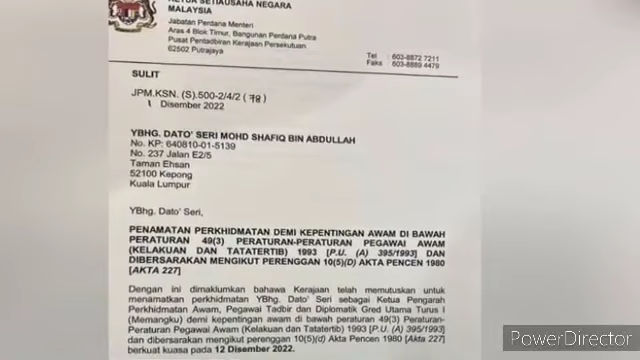 KETUA SETIAUSAHA NEGARA
MALAYSIA
Jabatan Perdana Menteri
Aras 4 Blok Timur, Bangunan Perdana Putra
Pusat Pentadbiran Kerajaan Persekutuan
62502 Putrajaya
Tel : 603-8872 7211
Faks : 603-8889 4479
SULIT
JPM.KSN. (S).500-2/4/2 (78)
1 Disember 2022
YBHG. DATO' SERI MOHD SHAFIQ BIN ABDULLAH
No. KP: 640810-01-5139
No. 237 Jalan E2/5
Taman Ehsan
52100 Kepong
Kuala Lumpur
YBhg. Dato' Seri,
PENAMATAN PERKHIDMATAN DEMI KEPENTINGAN AWAM DI BAWAH
PERATURAN 49(3) PERATURAN-PERATURAN PEGAWAI AWAM
(KELAKUAN DAN TATATERTIB) 1993 [P.U. (A) 395/1993] DAN
DIBERSARAKAN MENGIKUT PERENGGAN 10(5)(D) AKTA PENCEN 1980
[AKTA 227]
Dengan ini dimaklumkan bahawa Kerajaan telah memutuskan untuk
menamatkan perkhidmatan YBhg. Dato' Seri sebagai Ketua Pengarah
Perkhidmatan Awam, Pegawai Tadbir dan Diplomatik Gred Utama Turus I
(Memangku) demi kepentingan awam di bawah peraturan 49(3) Peraturan-
Peraturan Pegawai Awam (Kelakuan dan Tatatertib) 1993 [P.U. (A) 395/1993]
dan dibersarakan mengikut perenggan 10(5)(d) Akta Pencen 1980 [Akta 227]
berkuat kuasa pada 12 Disember 2022.
PowerDirector